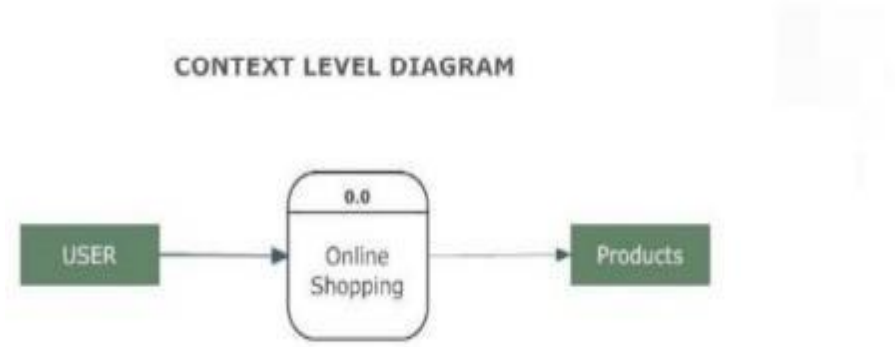 CONTEXT LEVEL DIAGRAM
0.0
USER
Online
Shopping
Products